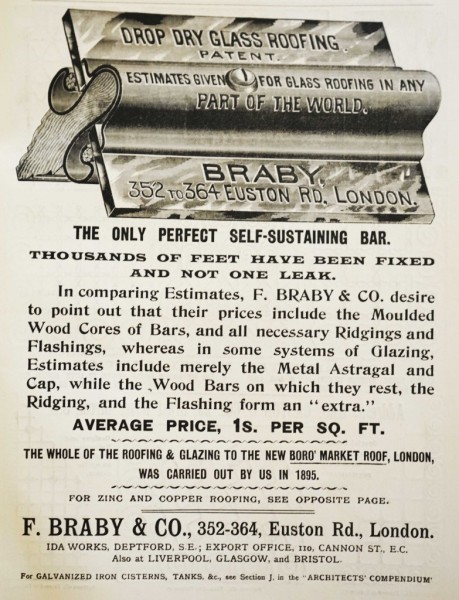 DROP DRY GLASS ROOFING.
PATENT.
ESTIMATES GIVEN FOR GLASS ROOFING IN ANY
PART OF THE WORLD.
BRABY,
352 TO 364 EUSTON RD, LONDON.
THE ONLY PERFECT SELF-SUSTAINING BAR.
THOUSANDS OF FEET HAVE BEEN FIXED
AND NOT ONE LEAK.
In comparing Estimates, F. BRABY & CO. desire
to point out that their prices include the Moulded
Wood Cores of Bars, and all necessary Ridgings and
Flashings, whereas in some systems of Glazing,
Estimates include merely the Metal Astragal and
Cap, while the Wood Bars on which they rest, the
Ridging, and the Flashing form an "extra."
AVERAGE PRICE, 1S. PER SQ. FT.
THE WHOLE OF THE ROOFING & GLAZING TO THE NEW BORO' MARKET ROOF, LONDON,
WAS CARRIED OUT BY US IN 1895.
FOR ZINC AND COPPER ROOFING, SEE OPPOSITE PAGE.
F. BRABY & CO., 352-364, Euston Rd., London.
IDA WORKS, DEPTFORD, S.E.; EXPORT OFFICE, 110, CANNON ST., E.C.
Also at LIVERPOOL, GLASGOW, and BRISTOL.
For GALVANIZED IRON CISTERNS, TANKS, &c., see Section J. in the "ARCHITECTS' COMPENDIUM'